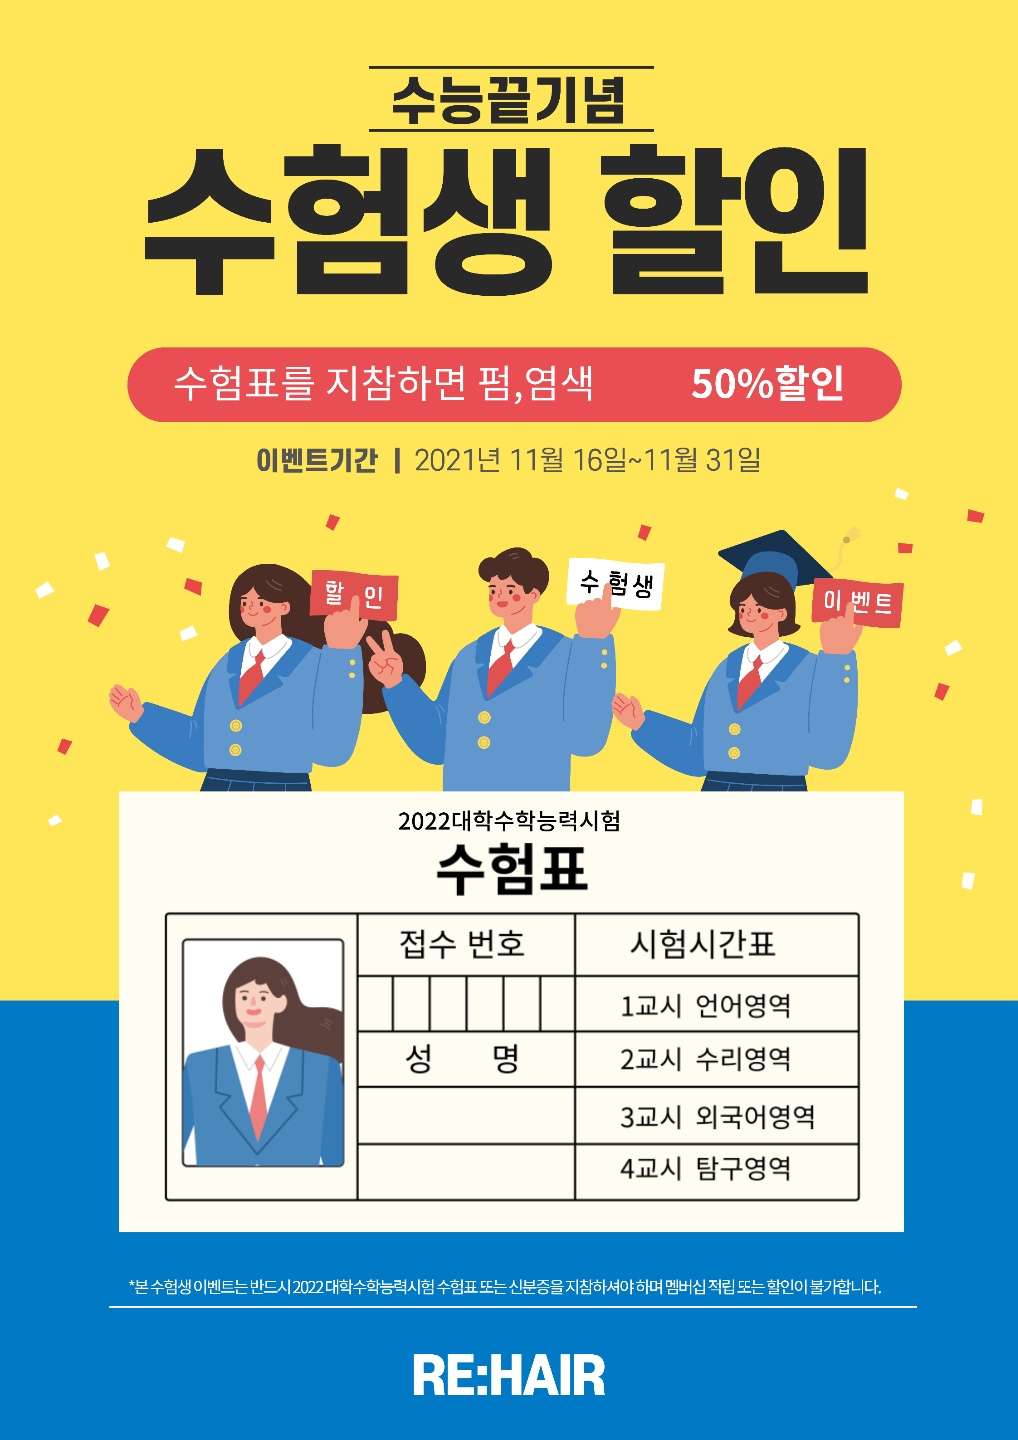 수능끝기념
수험생 할인
수험표를 지참하면 펌,염색 50%할인
이벤트기간 | 2021년 11월 16일~11월 31일
할 인
수험생
이벤트
2022대학수학능력시험
수험표
접수 번호 시험시간표
1교시 언어영역
성 명 2교시 수리영역
3교시 외국어영역
4교시 탐구영역
*본 수험생 이벤트는 반드시 2022 대학수학능력시험 수험표 또는 신분증을 지참하셔야 하며 멤버십 적립 또는 할인이 불가합니다.
RE:HAIR